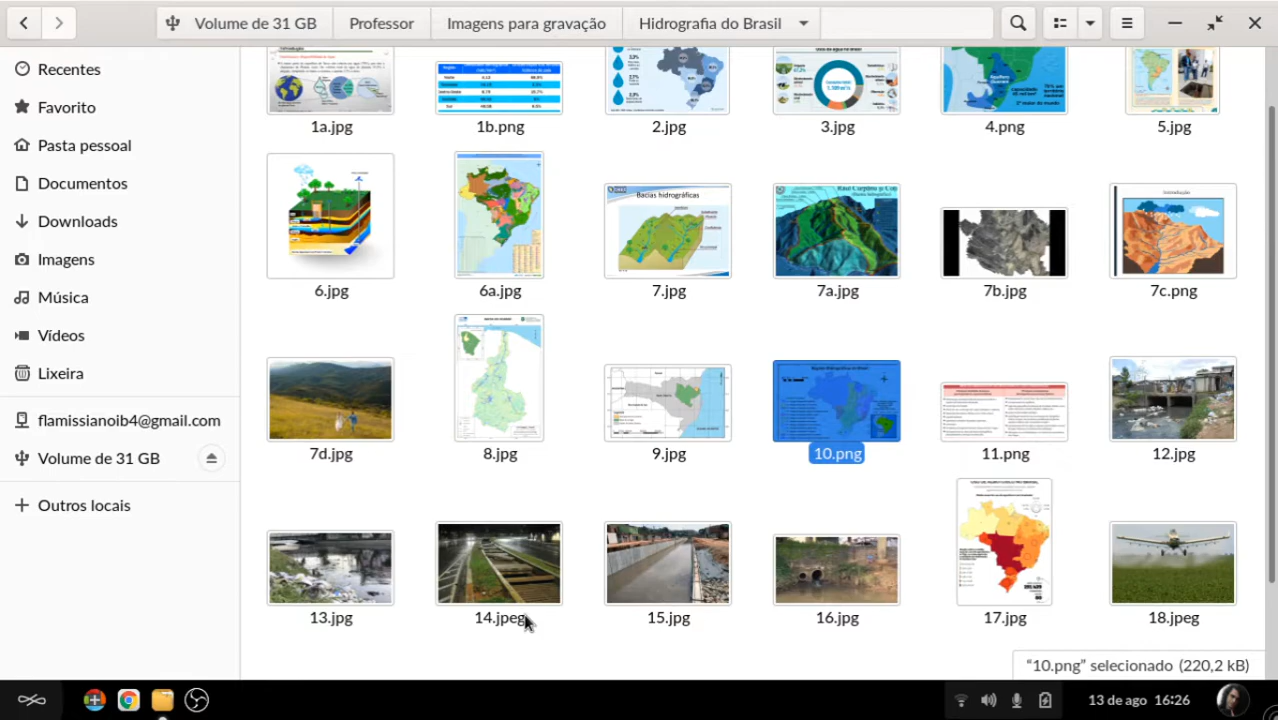 Volume de 31 GB
Professor
Imagens para gravação
Hidrografia do Brasil
Recentes
Favorito
Pasta pessoal
Documentos
Downloads
Imagens
Música
Vídeos
Lixeira
flamissianoib4@gmail.com
Volume de 31 GB
Outros locais
1a.jpg
1b.png
2.jpg
3.jpg
4.png
5.jpg
Bacias hidrográficas
Introdução
6.jpg
6a.jpg
7.jpg
7a.jpg
7b.jpg
7c.png
7d.jpg
8.jpg
9.jpg
10.png
11.png
12.jpg
13.jpg
14.jpeg
15.jpg
16.jpg
17.jpg
18.jpeg
“10.png” selecionado (220,2 kB)
13 de ago 16:26